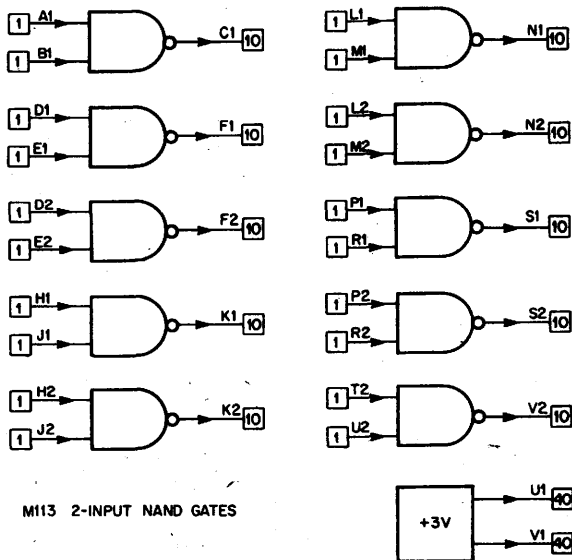 1 A1
C1 10
1 B1
1 D1
F1 10
1 E1
1 D2
F2 10
1 E2
1 H1
K1 10
1 J1
1 H2
K2 10
1 J2
M113 2-INPUT NAND GATES
1 L1
N1 10
1 M1
1 L2
N2 10
1 M2
1 P1
S1 10
1 R1
1 P2
S2 10
1 R2
1 T2
V2 10
1 U2
+3V
U1 40
V1 40